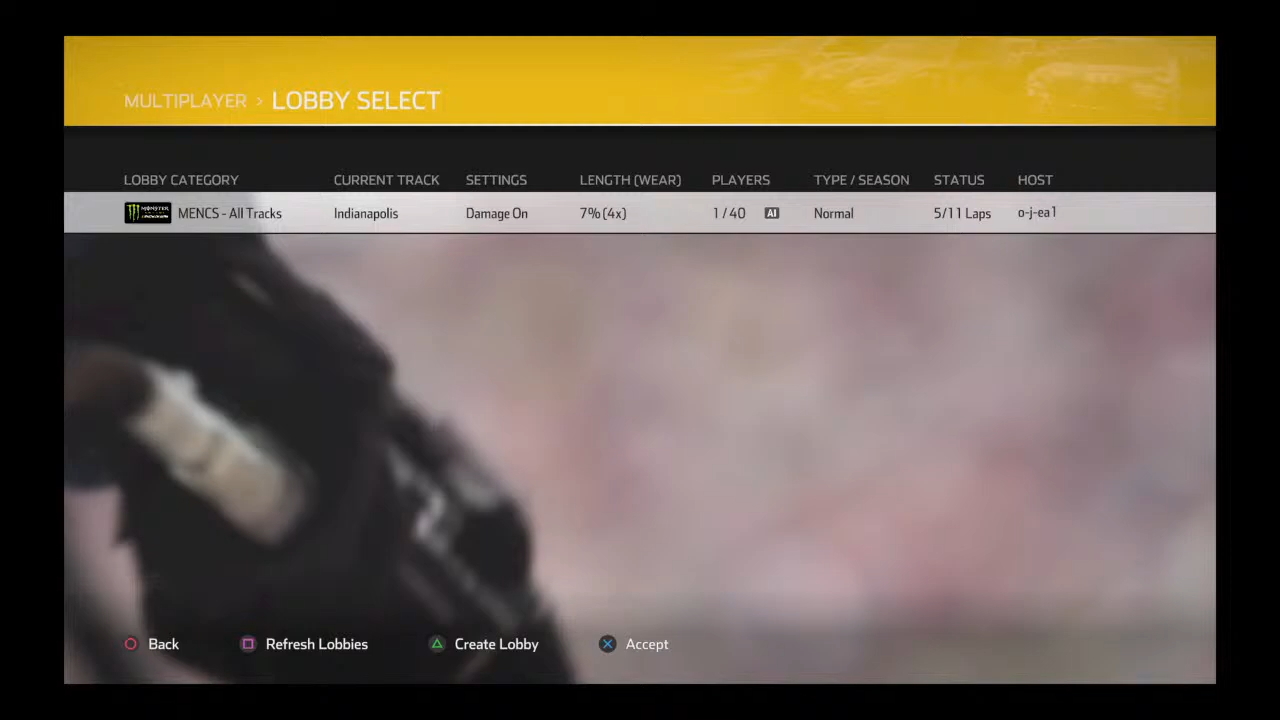 MULTIPLAYER > LOBBY SELECT
LOBBY CATEGORY CURRENT TRACK SETTINGS LENGTH (WEAR) PLAYERS TYPE / SEASON STATUS HOST
MONSTER MENCS - All Tracks Indianapolis Damage On 7% (4x) 1 / 40 AI Normal 5/11 Laps o-j-ea1
Back Refresh Lobbies Create Lobby Accept